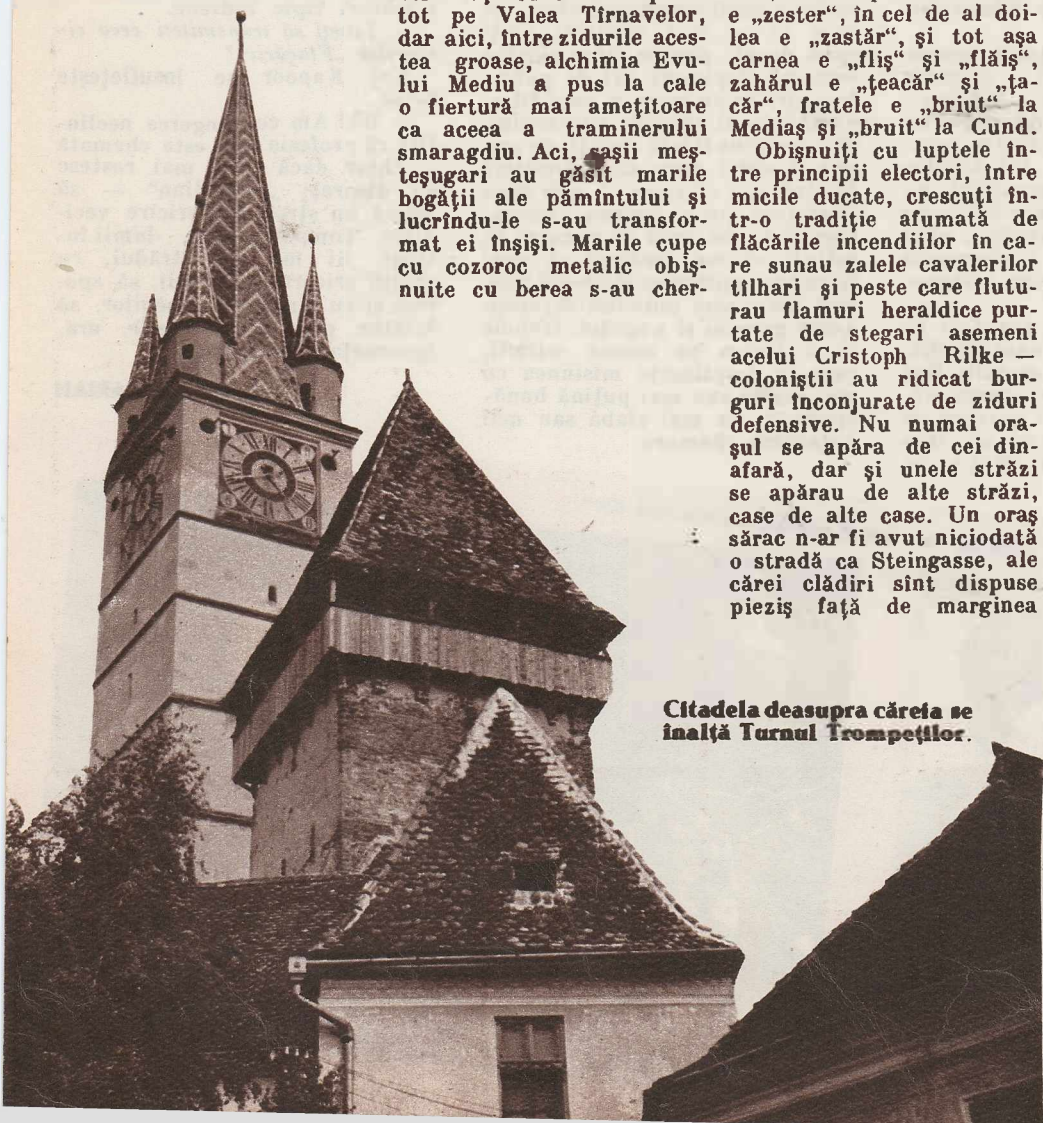 tot pe Valea Tîrnavelor,
dar aici, între zidurile aces-
tea groase, alchimia Evu-
lui Mediu a pus la cale
o fiertură mai ameţitoare
ca aceea a traminerului
smaragdiu. Aci, saşii meş-
teşugari au găsit marile
bogăţii ale pămîntului şi
lucrîndu-le s-au transfor-
mat ei înşişi. Marile cupe
cu cozoroc metalic obiş-
nuite cu berea s-au cher-
e „zester“, în cel de al doi-
lea e „zastăr“, şi tot aşa
carnea e „fliş“ şi „flăiş“,
zahărul e „ţeacăr“ şi „ţa-
căr“, fratele e „briut“ la
Mediaş şi „bruit“ la Cund.
Obişnuiţi cu luptele în-
tre principii electori, între
micile ducate, crescuţi în-
tr-o tradiţie afumată de
flăcările incendiilor în ca-
re sunau zalele cavalerilor
tîlhari şi peste care flutu-
rau flamuri heraldice pur-
tate de stegari asemeni
acelui Cristoph Rilke —
coloniştii au ridicat bur-
guri înconjurate de ziduri
defensive. Nu numai ora-
şul se apăra de cei din-
afară, dar şi unele străzi
se apărau de alte străzi,
case de alte case. Un oraş
sărac n-ar fi avut niciodată
o stradă ca Steingasse, ale
cărei clădiri sînt dispuse
pieziş faţă de marginea
Citadela deasupra căreia se
înalţă Turnul Trompeţilor.